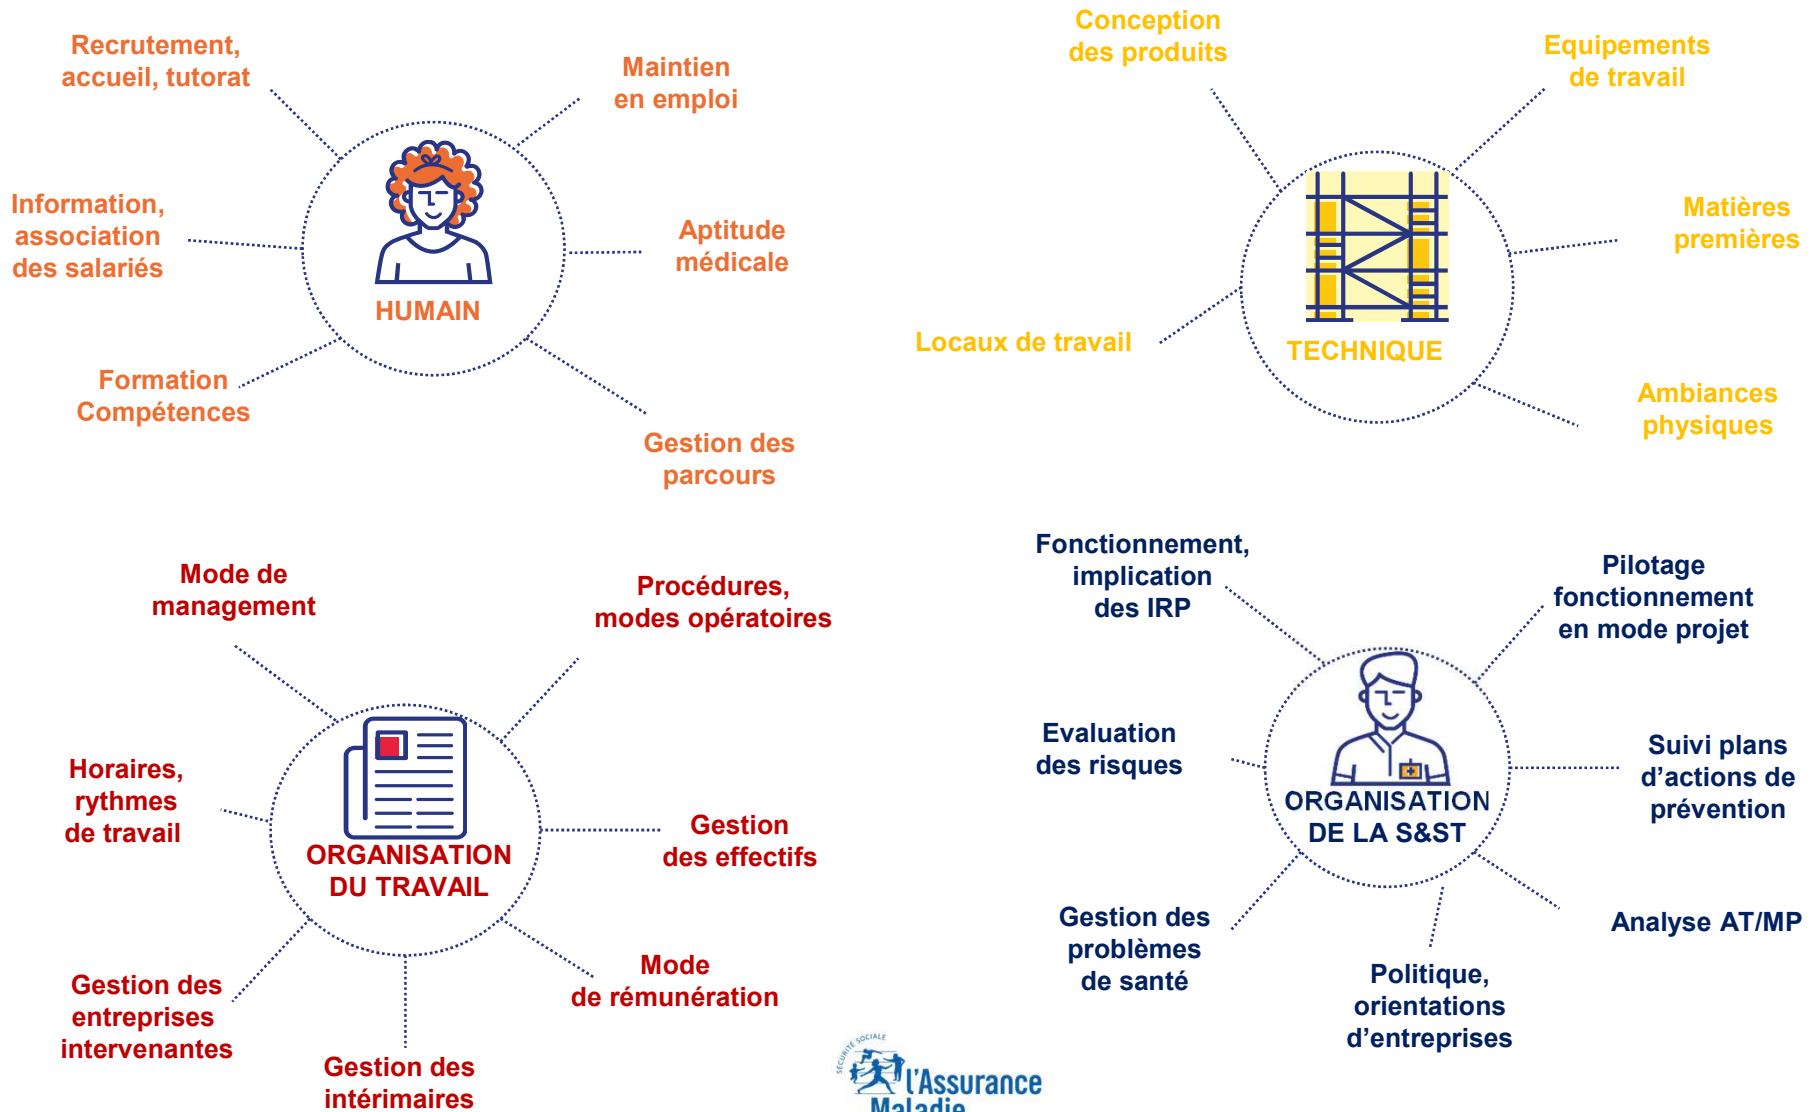 Recrutement,
accueil, tutorat
Maintien
en emploi
Information,
association
des salariés
Aptitude
médicale
HUMAIN
Formation
Compétences
Gestion des
parcours
Conception
des produits
Equipements
de travail
Matières
premières
Locaux de travail
TECHNIQUE
Ambiances
physiques
Mode de
management
Procédures,
modes opératoires
Horaires,
rythmes
de travail
Gestion
des effectifs
ORGANISATION
DU TRAVAIL
Gestion des
entreprises
intervenantes
Mode
de rémunération
Gestion des
intérimaires
Fonctionnement,
implication
des IRP
Pilotage
fonctionnement
en mode projet
Evaluation
des risques
Suivi plans
d’actions de
prévention
ORGANISATION
DE LA S&ST
Gestion des
problèmes
de santé
Analyse AT/MP
Politique,
orientations
d’entreprises
SÉCURITÉ SOCIALE
l'Assurance
Maladie